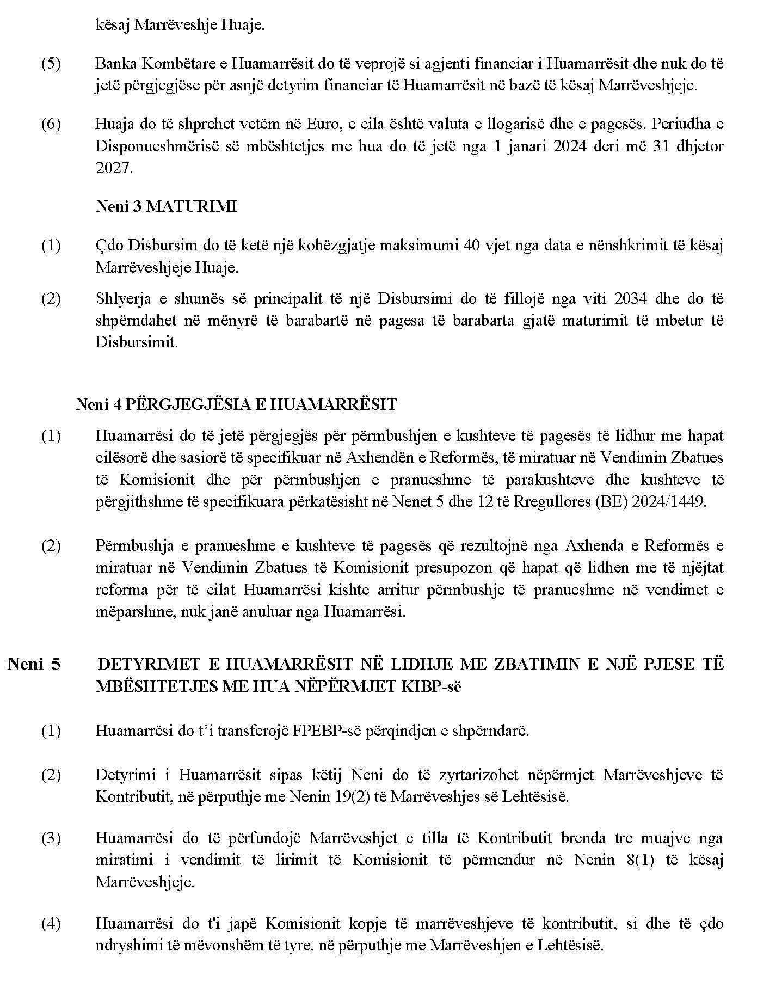 kësaj Marrëveshje Huaje.
(5) Banka Kombëtare e Huamarrësit do të veprojë si agjenti financiar i Huamarrësit dhe nuk do të
jetë përgjegjëse për asnjë detyrim financiar të Huamarrësit në bazë të kësaj Marrëveshjeje.
(6) Huaja do të shprehet vetëm në Euro, e cila është valuta e llogarisë dhe e pagesës. Periudha e
Disponueshmërisë së mbështetjes me hua do të jetë nga 1 janari 2024 deri më 31 dhjetor
2027.
Neni 3 MATURIMI
(1) Çdo Disbursim do të ketë një kohëzgjatje maksimumi 40 vjet nga data e nënshkrimit të kësaj
Marrëveshjeje Huaje.
(2) Shlyerja e shumës së principalit të një Disbursimi do të fillojë nga viti 2034 dhe do të
shpërndahet në mënyrë të barabartë në pagesa të barabarta gjatë maturimit të mbetur të
Disbursimit.
Neni 4 PËRGJEGJËSIA E HUAMARRËSIT
(1) Huamarrësi do të jetë përgjegjës për përmbushjen e kushteve të pagesës të lidhur me hapat
cilësorë dhe sasiorë të specifikuar në Axhendën e Reformës, të miratuar në Vendimin Zbatues
të Komisionit dhe për përmbushjen e pranueshme të parakushteve dhe kushteve të
përgjithshme të specifikuara përkatësisht në Nenet 5 dhe 12 të Rregullores (BE) 2024/1449.
(2) Përmbushja e pranueshme e kushteve të pagesës që rezultojnë nga Axhenda e Reformës e
miratuar në Vendimin Zbatues të Komisionit presupozon që hapat që lidhen me të njëjtat
reforma për të cilat Huamarrësi kishte arritur përmbushje të pranueshme në vendimet e
mëparshme, nuk janë anuluar nga Huamarrësi.
Neni 5 DETYRIMET E HUAMARRËSIT NË LIDHJE ME ZBATIMIN E NJË PJESE TË
MBËSHTETJES ME HUA NËPËRMJET KIBP-së
(1) Huamarrësi do t’i transferojë FPEBP-së përqindjen e shpërndarë.
(2) Detyrimi i Huamarrësit sipas këtij Neni do të zyrtarizohet nëpërmjet Marrëveshjeve të
Kontributit, në përputhje me Nenin 19(2) të Marrëveshjes së Lehtësisë.
(3) Huamarrësi do të përfundojë Marrëveshjet e tilla të Kontributit brenda tre muajve nga
miratimi i vendimit të lirimit të Komisionit të përmendur në Nenin 8(1) të kësaj
Marrëveshjeje.
(4) Huamarrësi do t'i japë Komisionit kopje të marrëveshjeve të kontributit, si dhe të çdo
ndryshimi të mëvonshëm të tyre, në përputhje me Marrëveshjen e Lehtësisë.